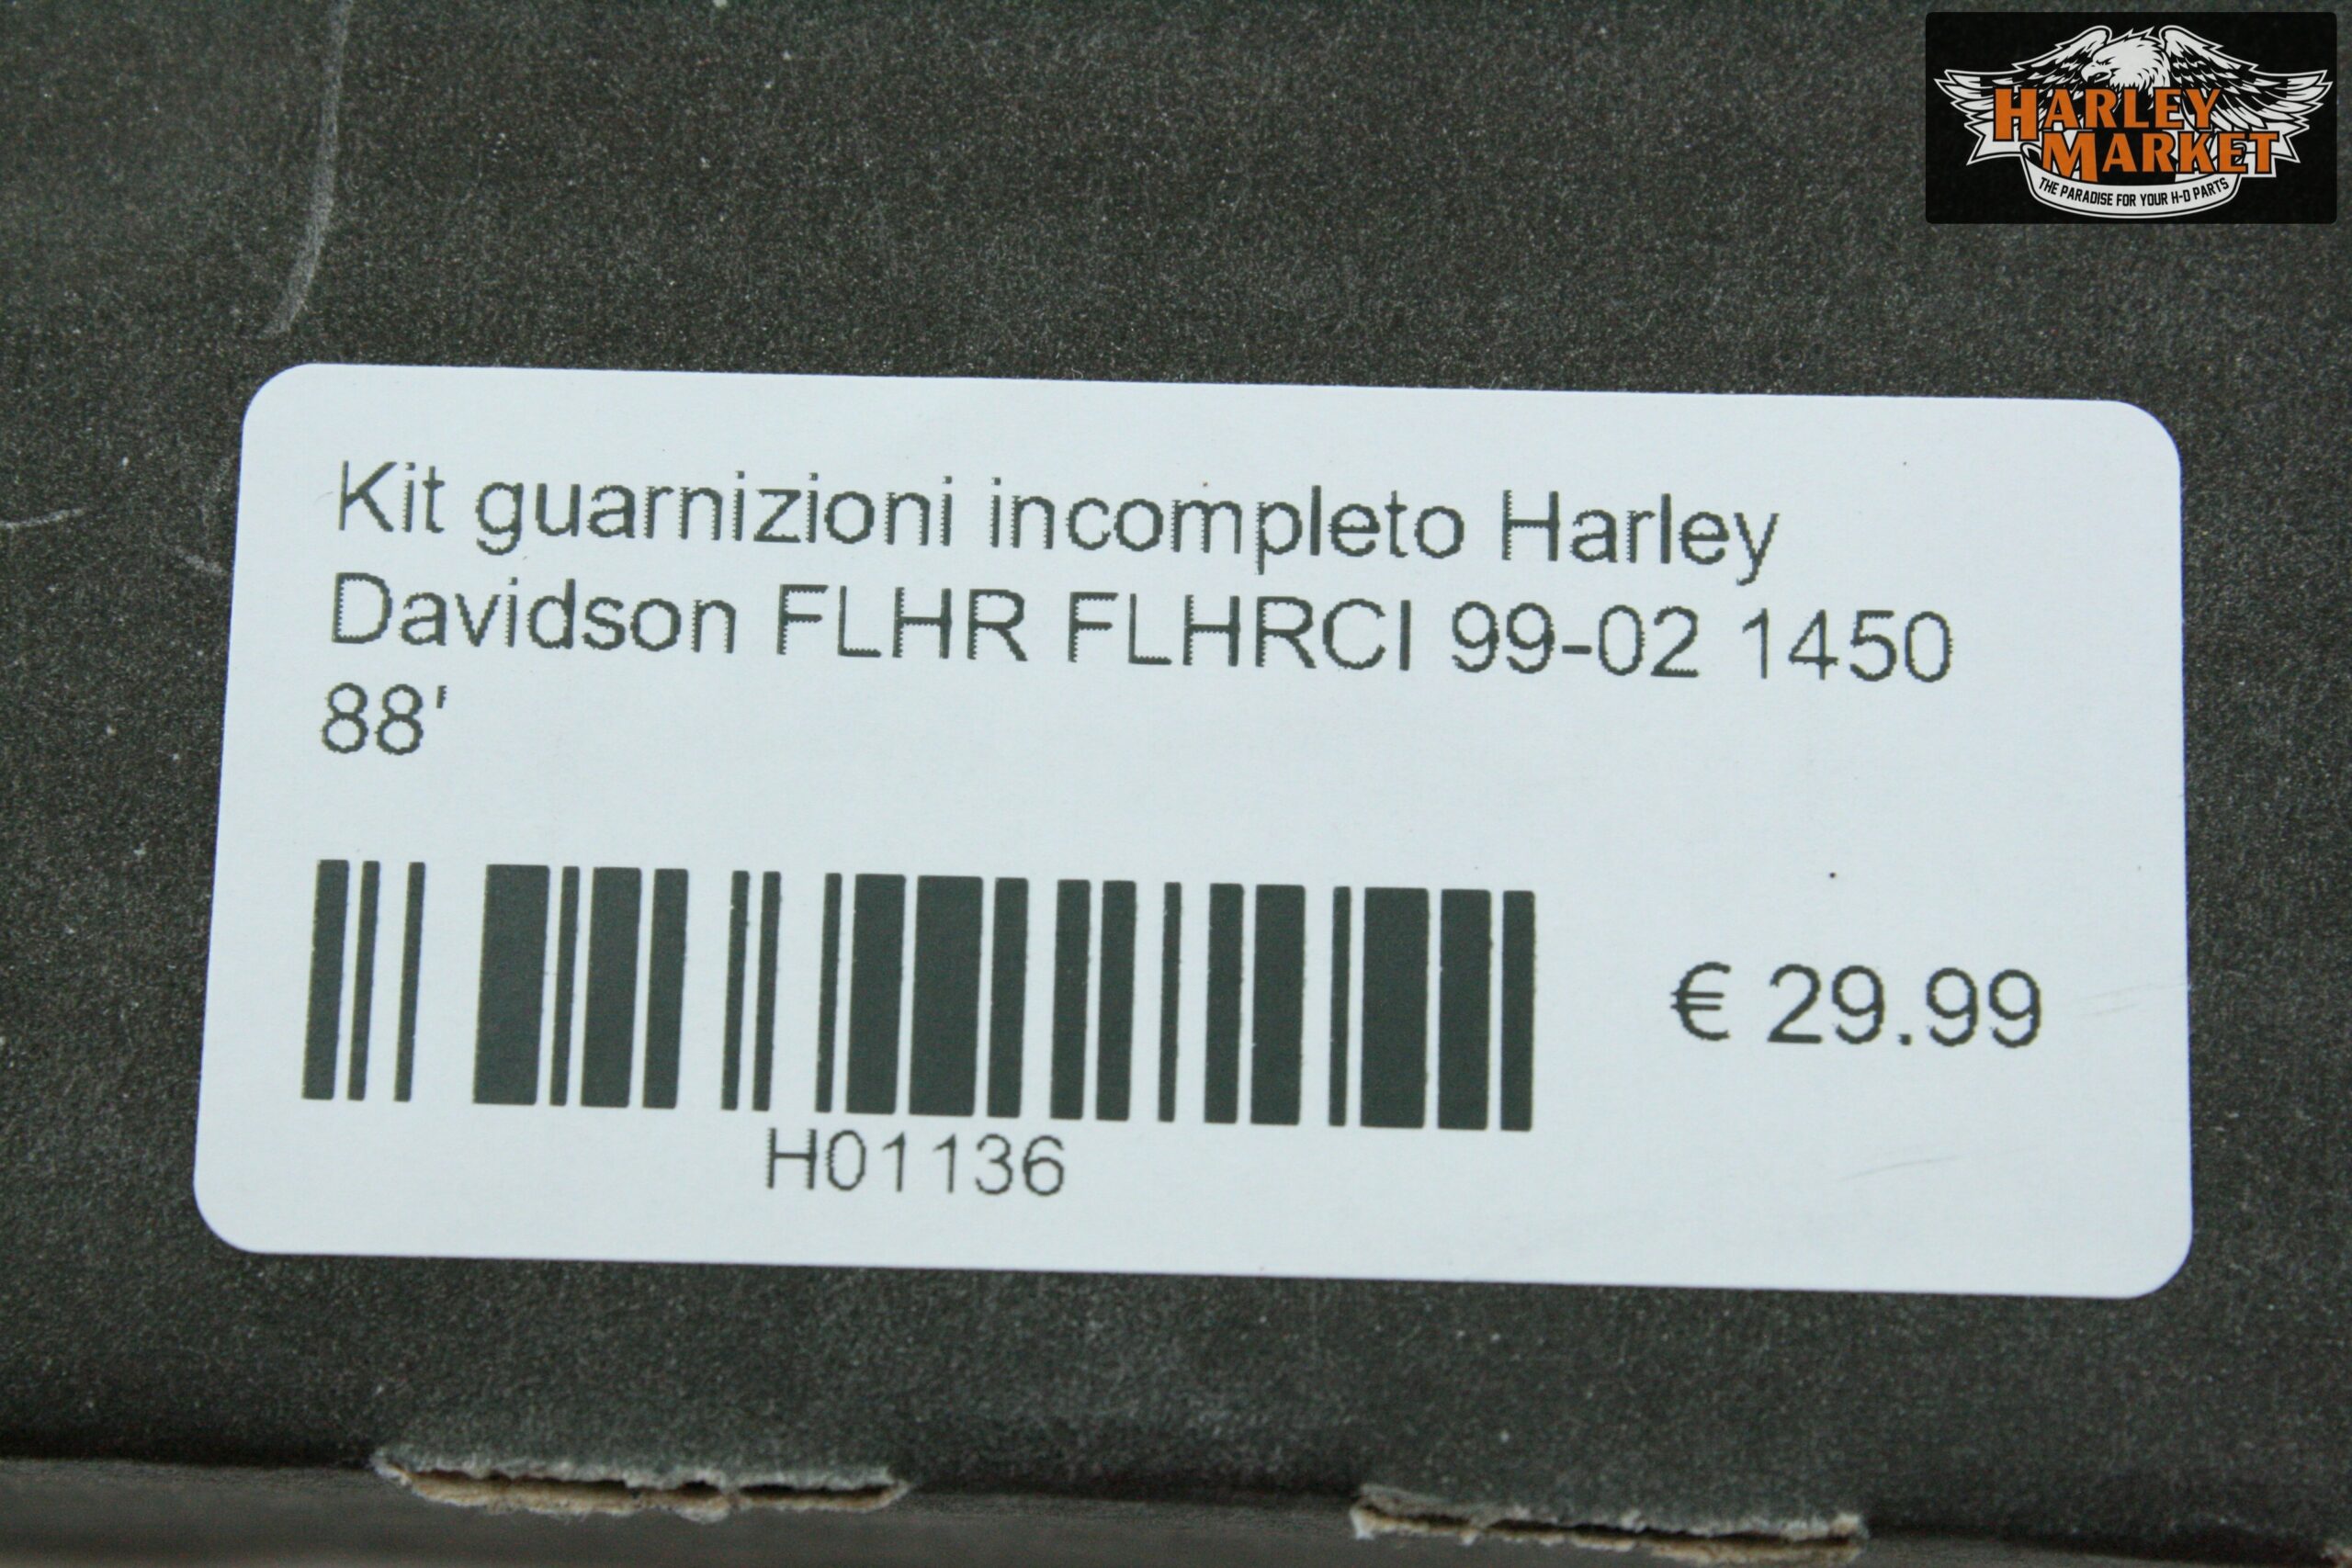 HARLEY
MARKET
THE PARADISE FOR YOUR H-D PARTS
Kit guarnizioni incompleto Harley
Davidson FLHR FLHRCI 99-02 1450
88'
€ 29.99
H01136